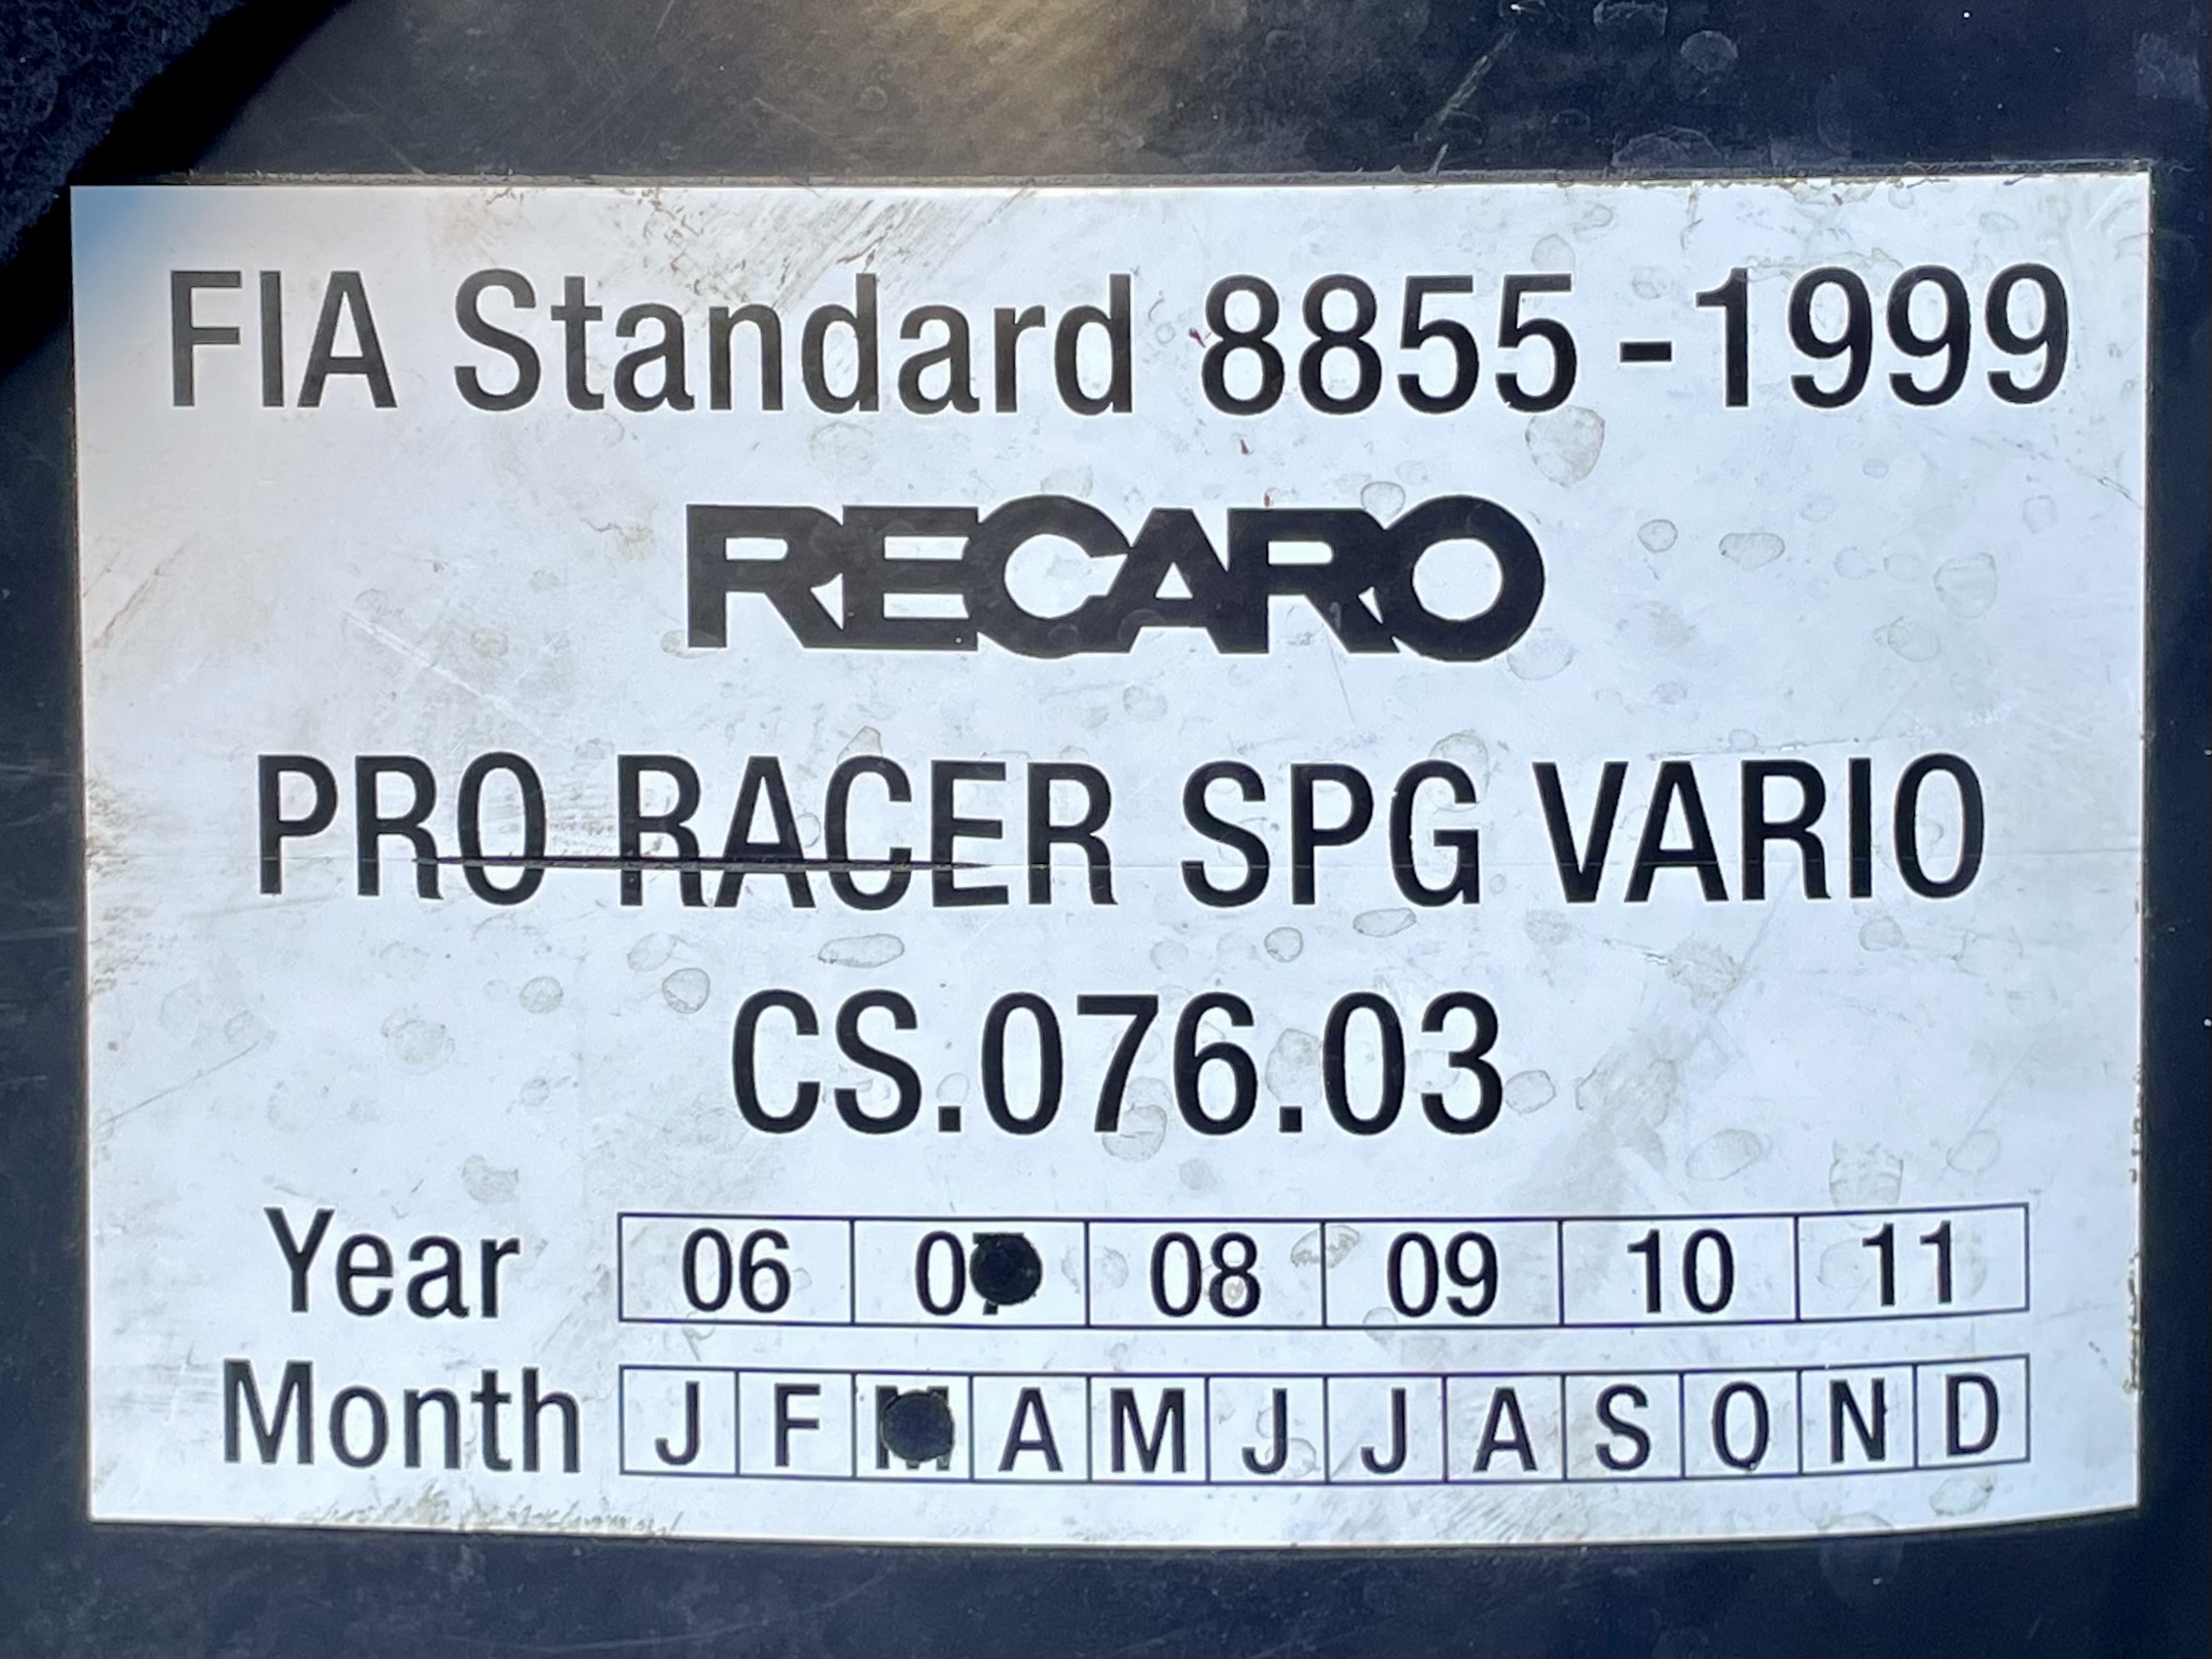 FIA Standard 8855-1999
RECARO
PRO RACER SPG VARIO
CS.076.03
Year 06 07 08 09 10 11
Month J F M A M J J A S O N D